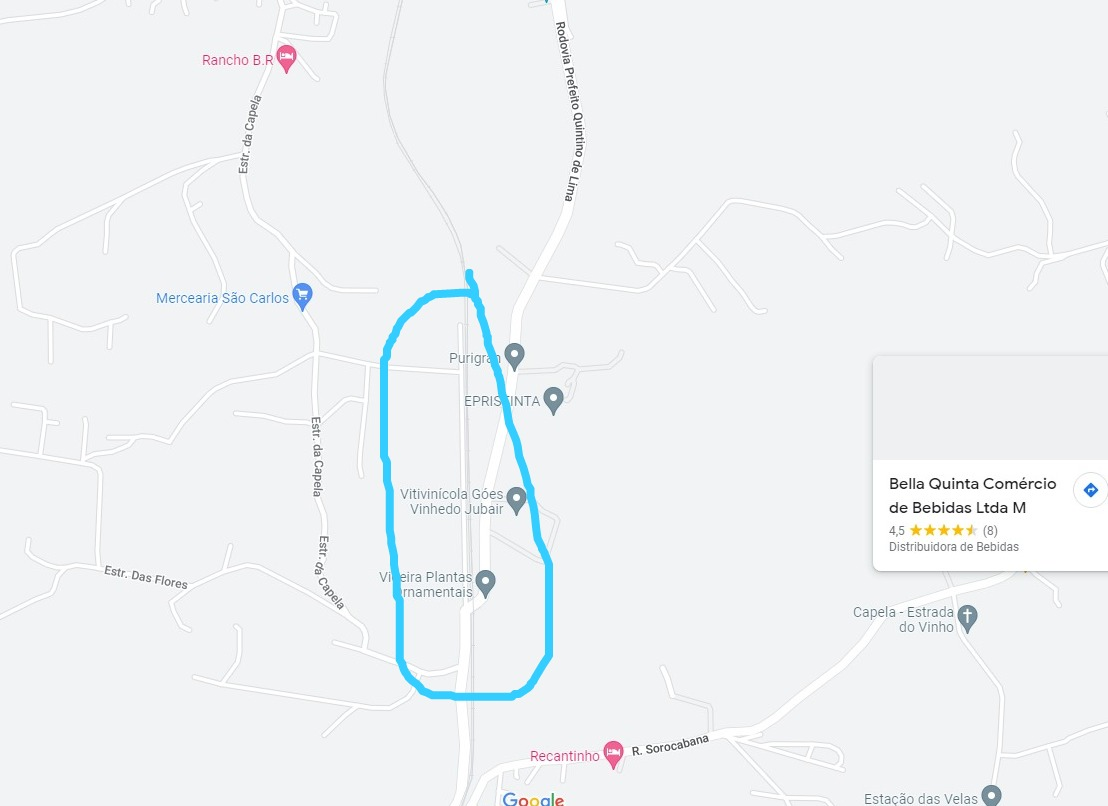 Rancho B.R
Rodovia Prefeito Quintino de Lima
Estr. da Capela
Mercearia São Carlos
Purigran
EPRISTINTA
Estr. da Capela
Vitivinícola Góes
Vinhedo Jubair
Bella Quinta Comércio
de Bebidas Ltda M
4,5 (8)
Distribuidora de Bebidas
Estr. da Capela
Estr. Das Flores
Plantas
Capela - Estrada
do Vinho
R. Sorocabana
Recantinho
Google
Estação das Velas